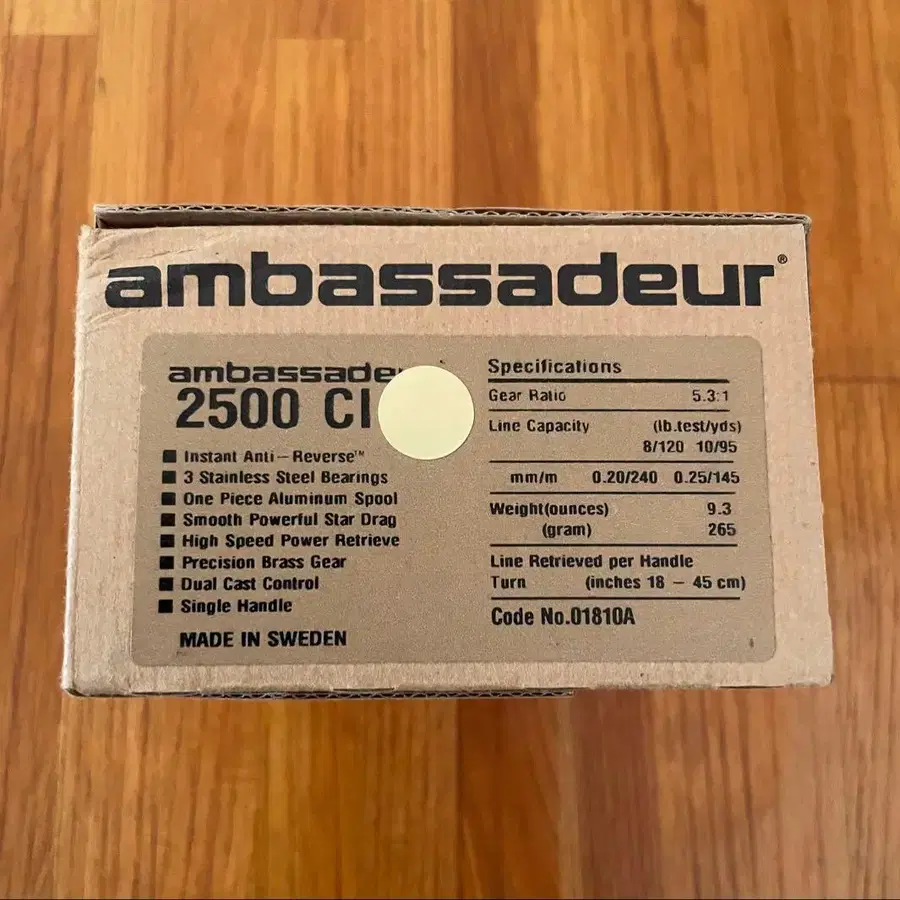 ambassadeur®
2500 CI
■ Instant Anti-Reverse™
■ 3 Stainless Steel Bearings
■ One Piece Aluminum Spool
■ Smooth Powerful Star Drag
■ High Speed Power Retrieve
■ Precision Brass Gear
■ Dual Cast Control
■ Single Handle
MADE IN SWEDEN
Specifications
Gear Ratio 5.3:1
Line Capacity (lb.test/yds)
8/120 10/95
mm/m 0.20/240 0.25/145
Weight(ounces) 9.3
(gram) 265
Line Retrieved per Handle
Turn (inches 18 – 45 cm)
Code No.01810A